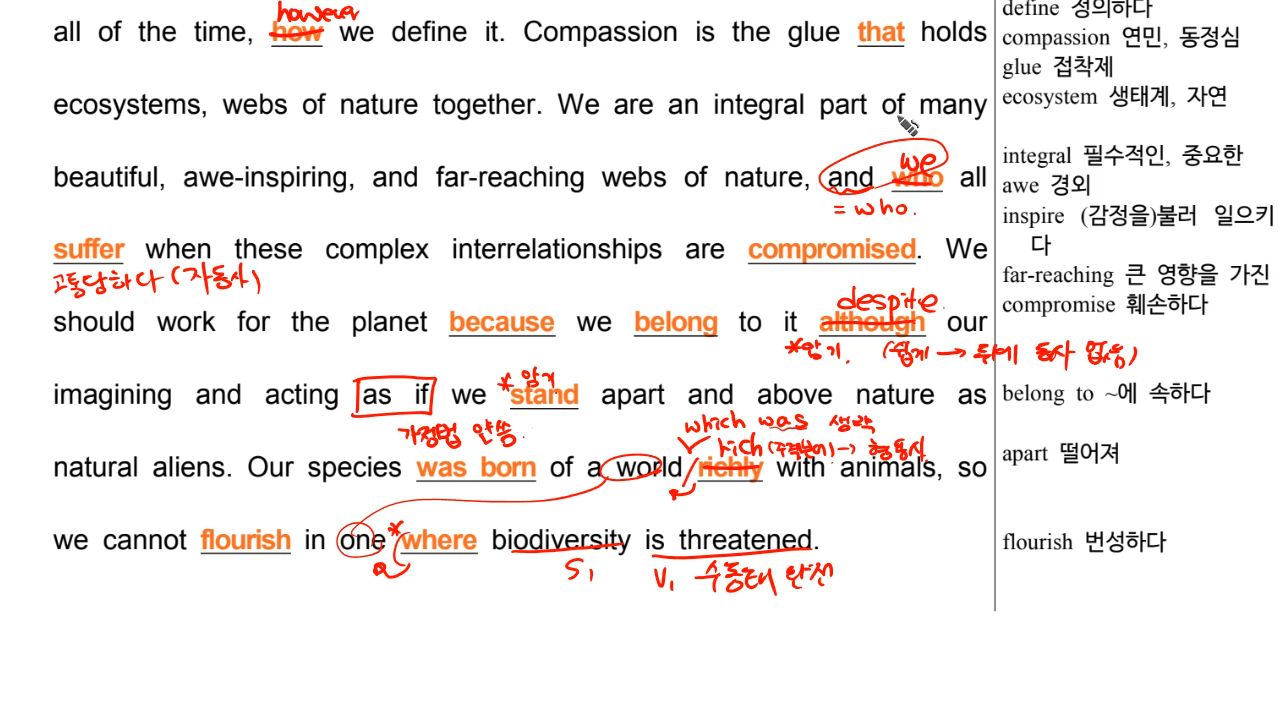 however
all of the time, how we define it. Compassion is the glue that holds
ecosystems, webs of nature together. We are an integral part of many
we
beautiful, awe-inspiring, and far-reaching webs of nature, and who all
= who.
suffer when these complex interrelationships are compromised. We
고통당하다 (자동사)
despite
should work for the planet because we belong to it although our
*암기. (쉽게 → 뒤에 동사 없음)
* 암기
imagining and acting as if we stand apart and above nature as
가정법 안씀.
which was 생략
rich (주격보어 → 형용사)
natural aliens. Our species was born of a world richly with animals, so
*
we cannot flourish in one where biodiversity is threatened.
S₁ V₁ 수동태 완전
define 정의하다
compassion 연민, 동정심
glue 접착제
ecosystem 생태계, 자연
integral 필수적인, 중요한
awe 경외
inspire (감정을)불러 일으키
다
far-reaching 큰 영향을 가진
compromise 훼손하다
belong to ~에 속하다
apart 떨어져
flourish 번성하다